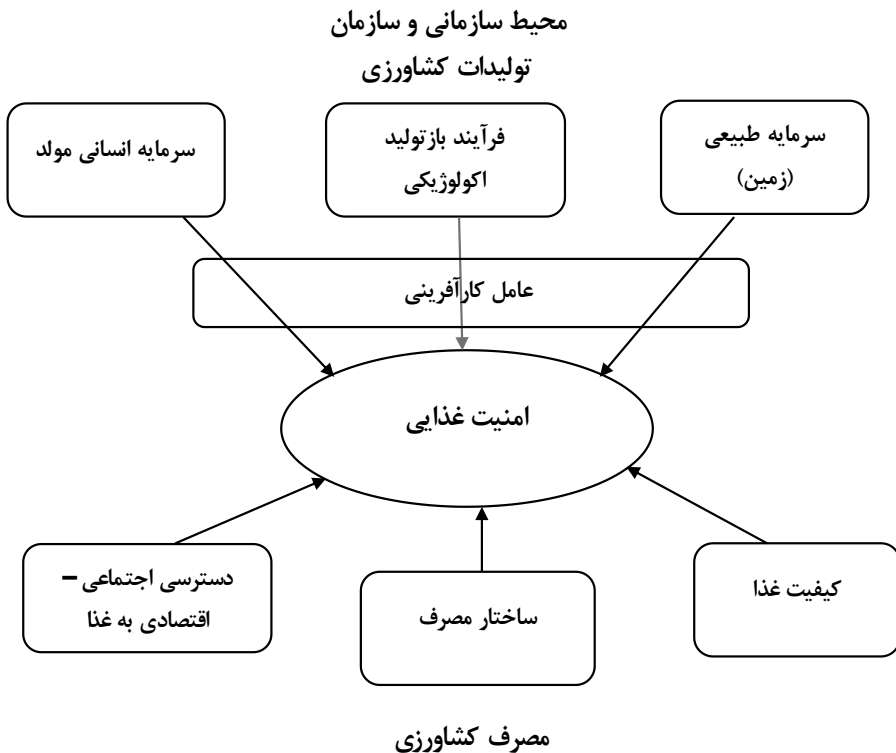 محیط سازمانی و سازمان
تولیدات کشاورزی
سرمایه طبیعی
(زمین)
فرآیند بازتولید
اکولوژیکی
سرمایه انسانی مولد
عامل کارآفرینی
امنیت غذایی
کیفیت غذا
ساختار مصرف
دسترسی اجتماعی –
اقتصادی به غذا
مصرف کشاورزی